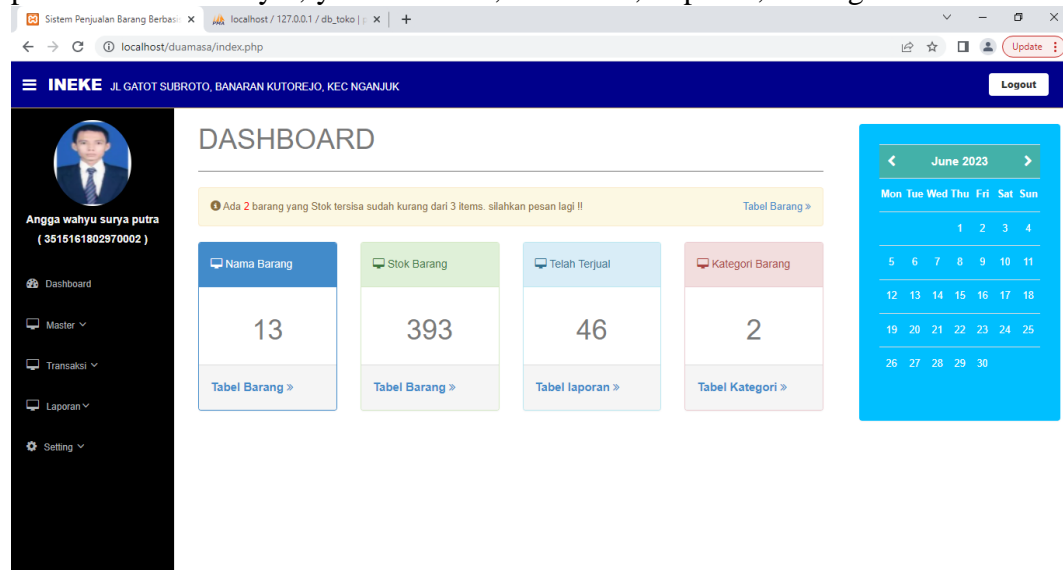 Sistem Penjualan Barang Berbasi
localhost / 127.0.0.1 / db_toko | p
localhost/duamasa/index.php
Update
INEKE JL GATOT SUBROTO, BANARAN KUTOREJO, KEC NGANJUK
Logout
Angga wahyu surya putra
( 3515161802970002 )
Dashboard
Master
Transaksi
Laporan
Setting
DASHBOARD
Ada 2 barang yang Stok tersisa sudah kurang dari 3 items. silahkan pesan lagi !!
Tabel Barang »
Nama Barang
13
Tabel Barang »
Stok Barang
393
Tabel Barang »
Telah Terjual
46
Tabel laporan »
Kategori Barang
2
Tabel Kategori »
June 2023
Mon Tue Wed Thu Fri Sat Sun
1 2 3 4
5 6 7 8 9 10 11
12 13 14 15 16 17 18
19 20 21 22 23 24 25
26 27 28 29 30